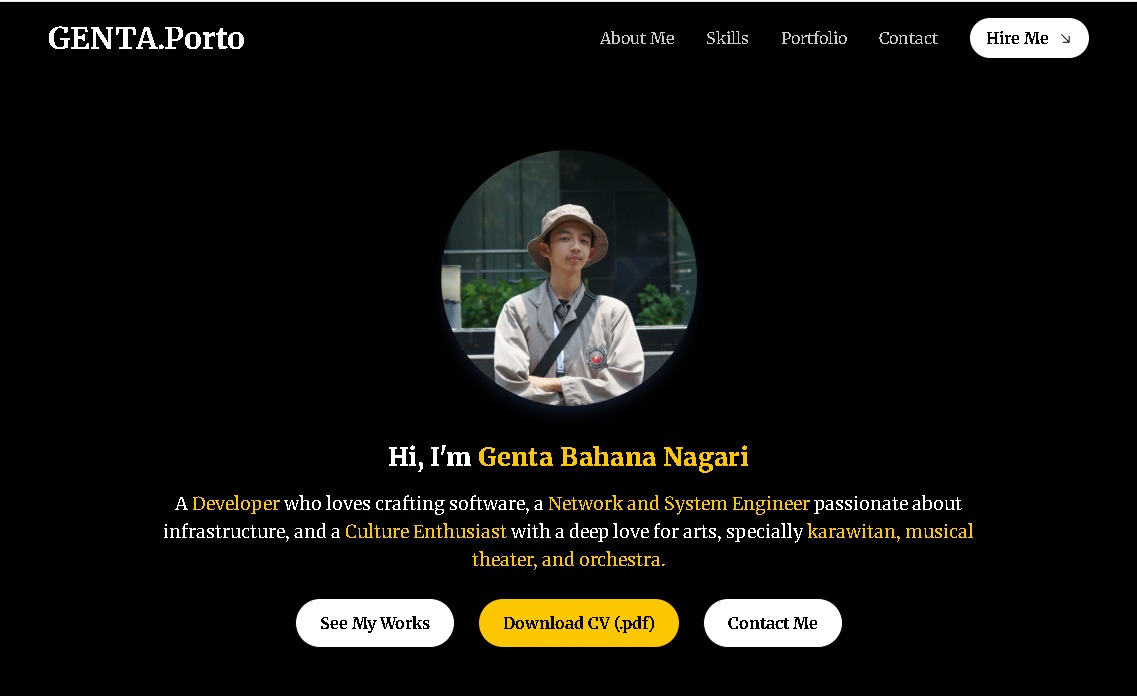 GENTA.Porto
About Me
Skills
Portfolio
Contact
Hire Me
Hi, I'm Genta Bahana Nagari
A Developer who loves crafting software, a Network and System Engineer passionate about
infrastructure, and a Culture Enthusiast with a deep love for arts, specially karawitan, musical
theater, and orchestra.
See My Works
Download CV (.pdf)
Contact Me